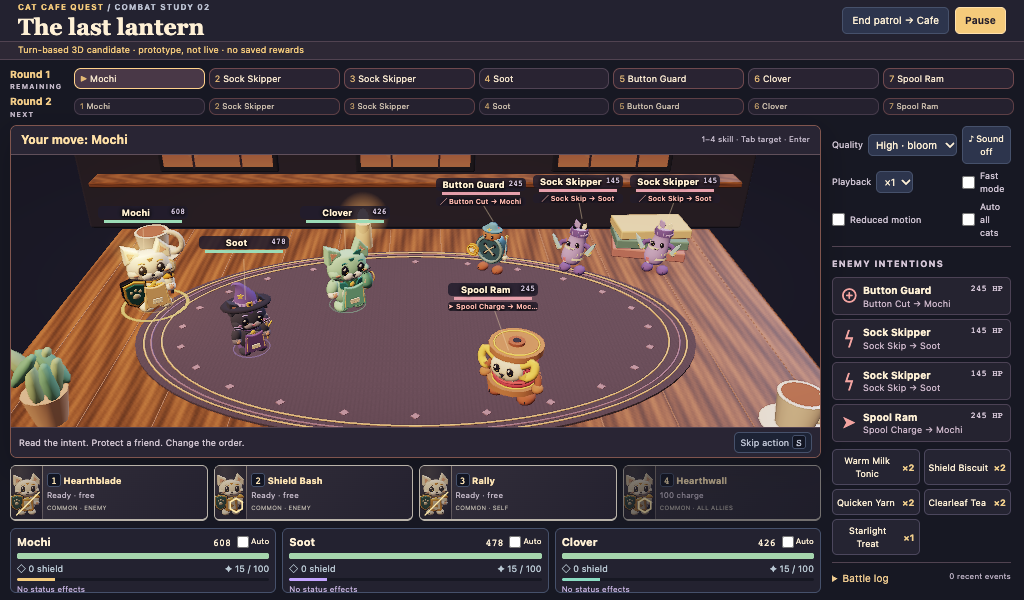 CAT CAFE QUEST / COMBAT STUDY 02
The last lantern
End patrol → Cafe
Pause
Turn-based 3D candidate · prototype, not live · no saved rewards
Round 1
REMAINING
▶ Mochi
2 Sock Skipper
3 Sock Skipper
4 Soot
5 Button Guard
6 Clover
7 Spool Ram
Round 2
NEXT
1 Mochi
2 Sock Skipper
3 Sock Skipper
4 Soot
5 Button Guard
6 Clover
7 Spool Ram
Your move: Mochi
1–4 skill · Tab target · Enter
Button Guard 245
Button Cut → Mochi
Sock Skipper 145
Sock Skip → Soot
Sock Skipper 145
Sock Skip → Soot
Mochi 608
Clover 426
Soot 478
Spool Ram 245
Spool Charge → Moc...
Read the intent. Protect a friend. Change the order.
Skip action S
1 Hearthblade
Ready · free
COMMON · ENEMY
2 Shield Bash
Ready · free
COMMON · ENEMY
3 Rally
Ready · free
COMMON · SELF
4 Hearthwall
100 charge
COMMON · ALL ALLIES
Mochi 608 Auto
◇ 0 shield ✦ 15 / 100
No status effects
Soot 478 Auto
◇ 0 shield ✦ 15 / 100
No status effects
Clover 426 Auto
◇ 0 shield ✦ 15 / 100
No status effects
Quality High · bloom
♪ Sound off
Playback ×1
Fast mode
Reduced motion
Auto all cats
ENEMY INTENTIONS
Button Guard 245 HP
Button Cut → Mochi
Sock Skipper 145 HP
Sock Skip → Soot
Sock Skipper 145 HP
Sock Skip → Soot
Spool Ram 245 HP
Spool Charge → Mochi
Warm Milk Tonic ×2
Shield Biscuit ×2
Quicken Yarn ×2
Clearleaf Tea ×2
Starlight Treat ×1
▶ Battle log
0 recent events